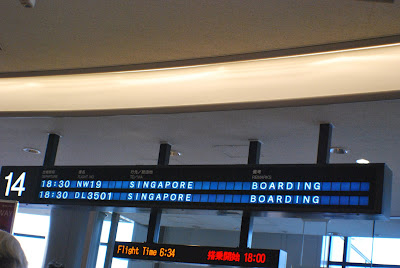 14
18:30 NW19 SINGAPORE BOARDING
18:30 DL3501 SINGAPORE BOARDING
Flight Time 6:34 搭乗開始 18:00